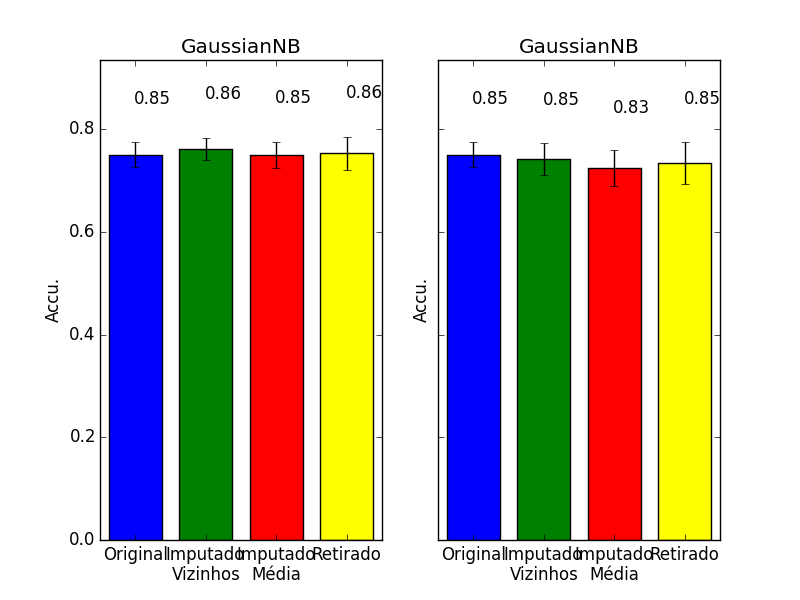 GaussianNB
0.85 0.86 0.85 0.86
0.8
0.6
0.4
0.2
0.0
Accu.
Original Imputado Imputado Retirado
Vizinhos Média
GaussianNB
0.85 0.85 0.83 0.85
Accu.
Original Imputado Imputado Retirado
Vizinhos Média